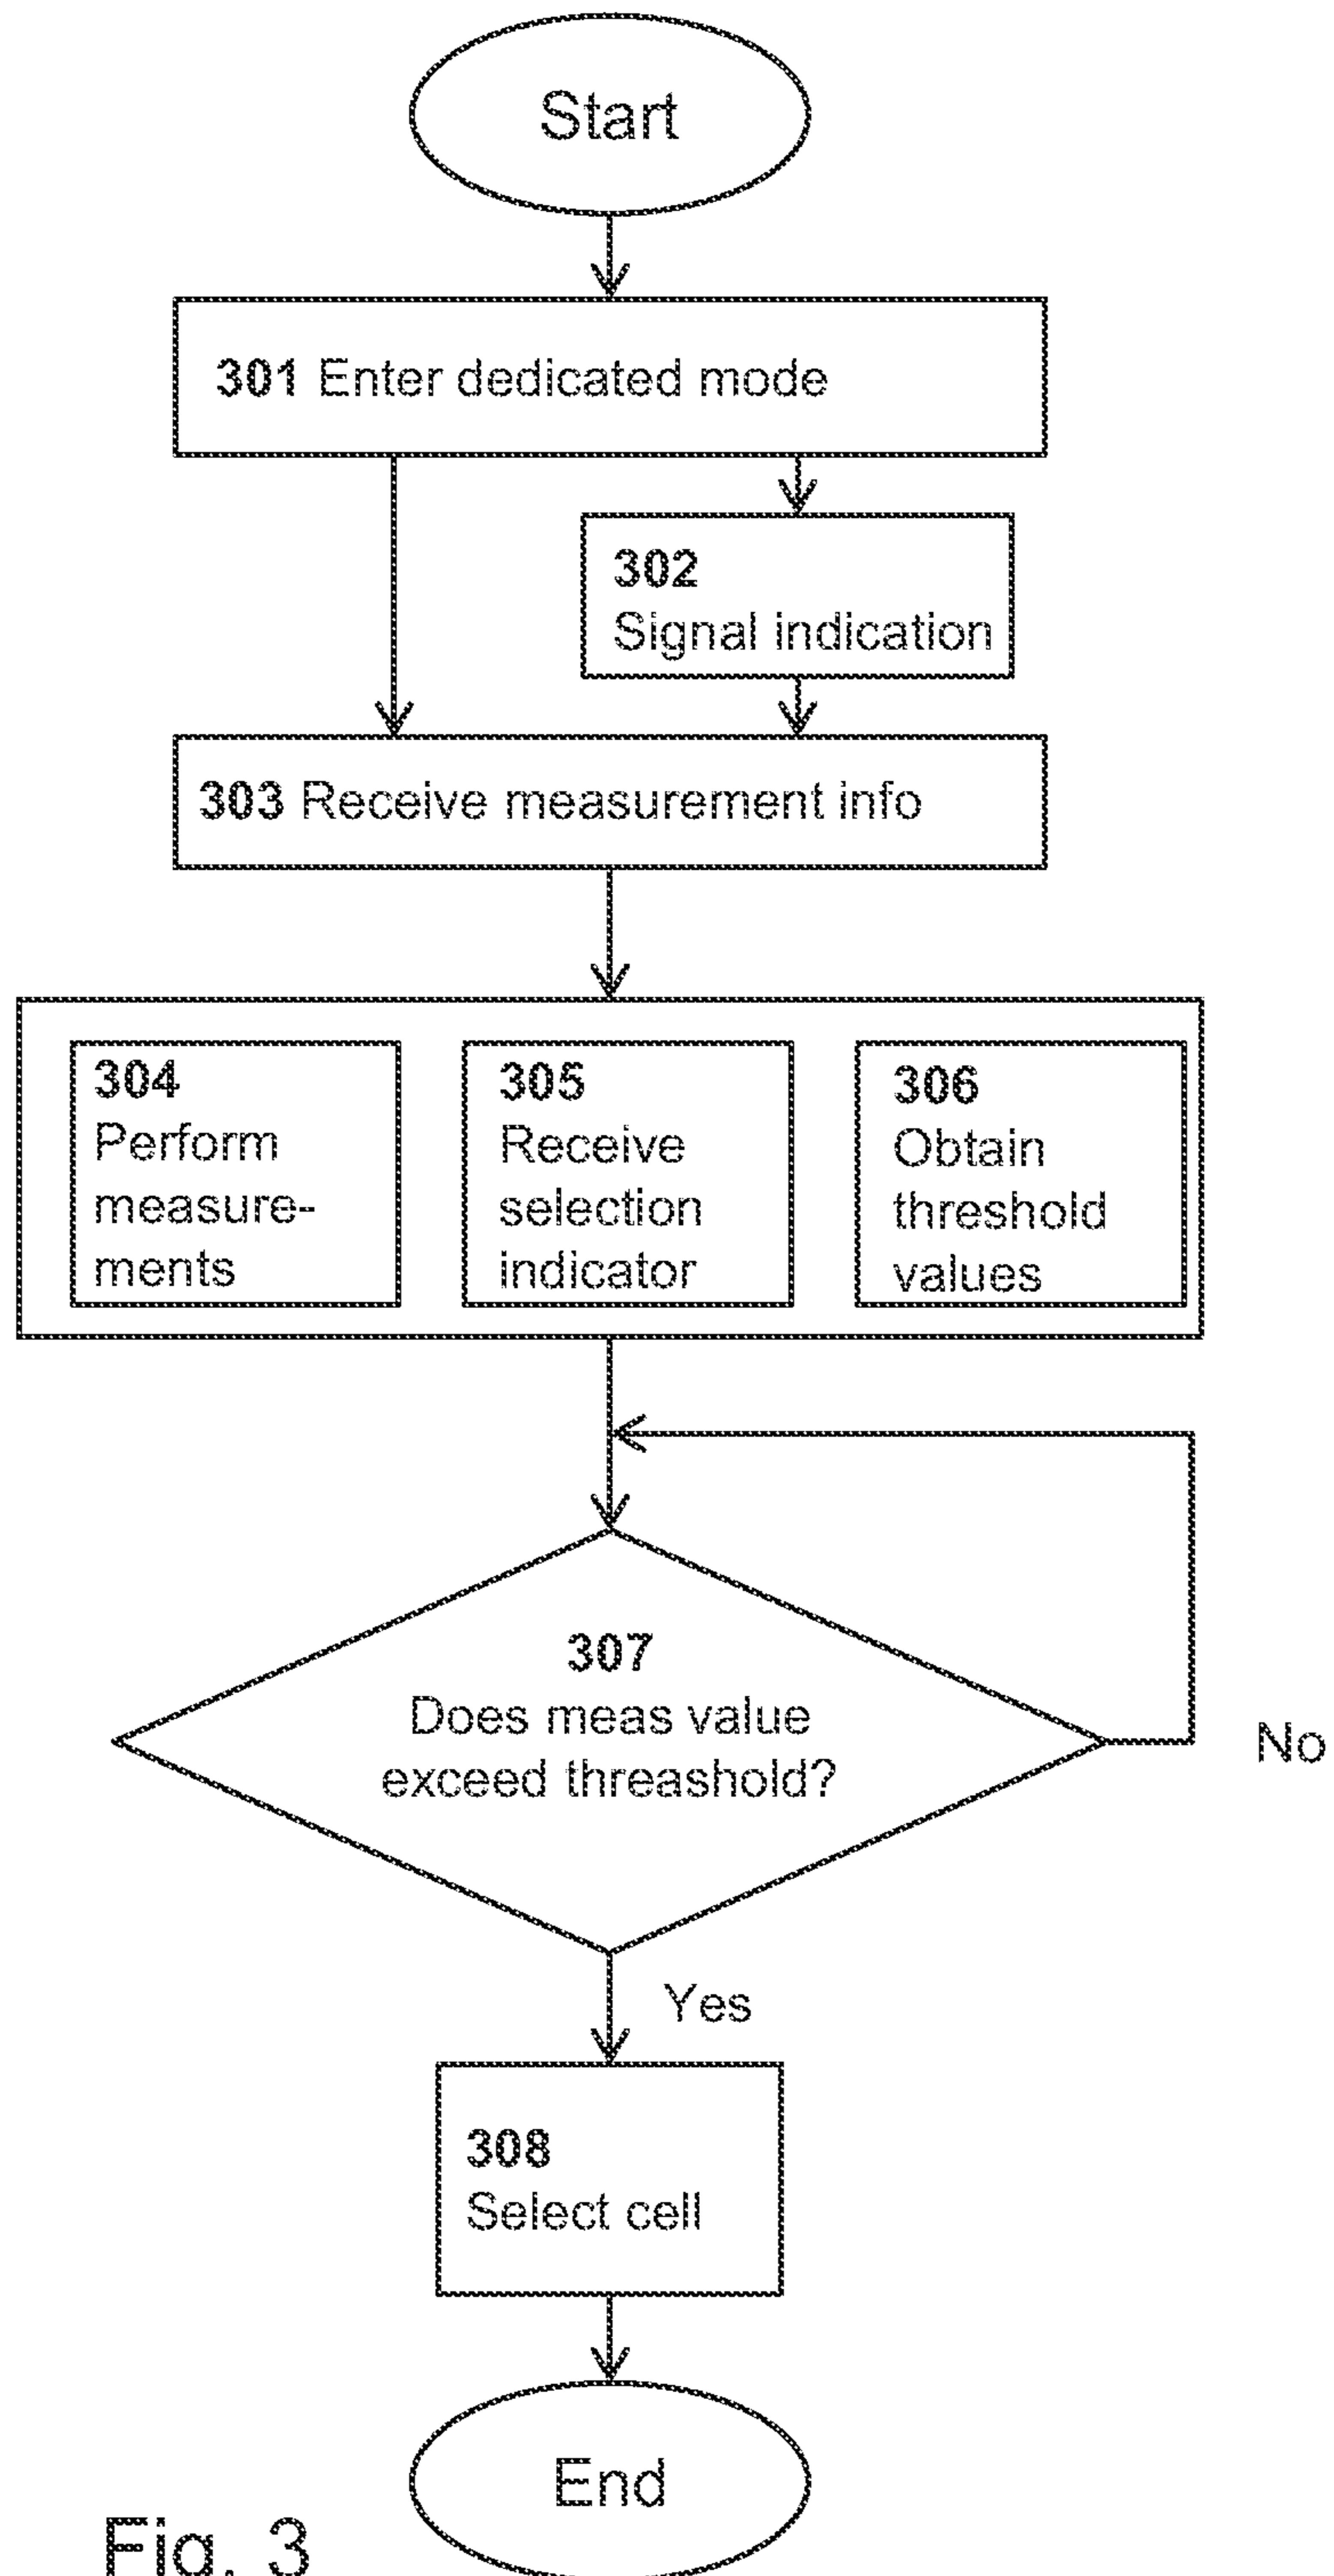 Start
301 Enter dedicated mode
302
Signal indication
303 Receive measurement info
304
Perform
measure-
ments
305
Receive
selection
indicator
306
Obtain
threshold
values
307
Does meas value
exceed threashold?
No
Yes
308
Select cell
End
Fig. 3